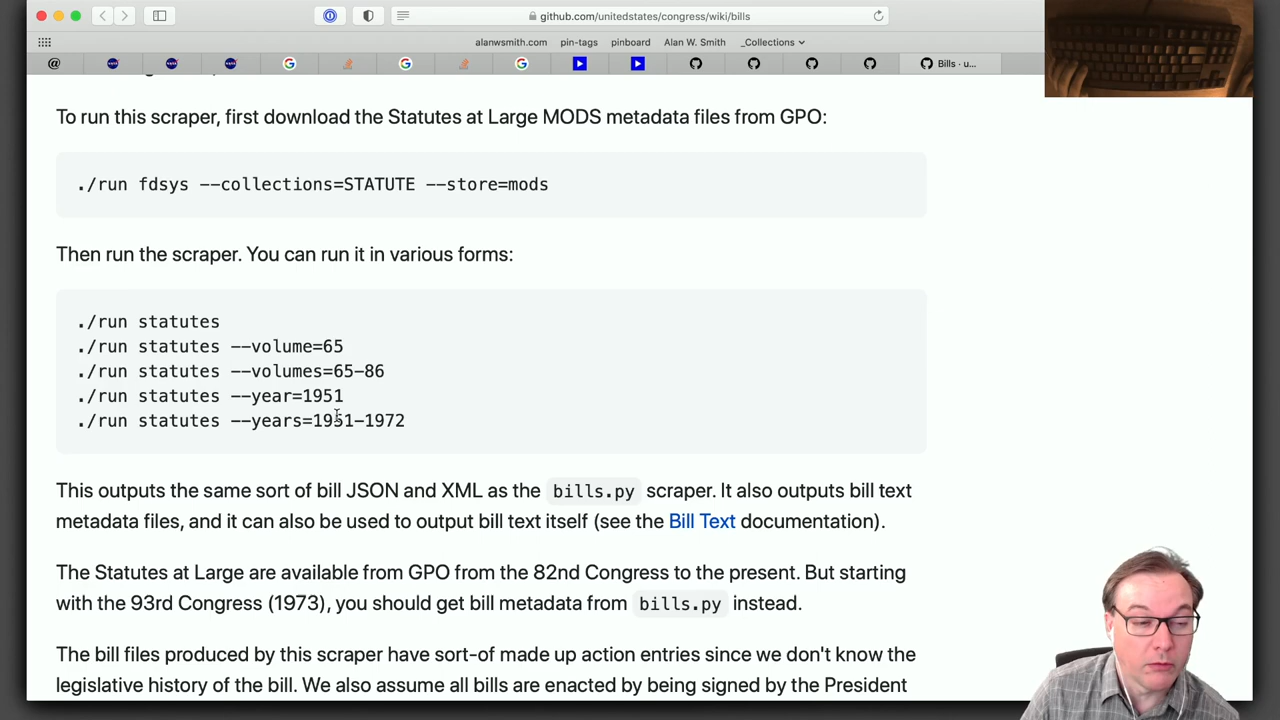 github.com/unitedstates/congress/wiki/bills
alanwsmith.com pin-tags pinboard Alan W. Smith _Collections
Bills · u...
To run this scraper, first download the Statutes at Large MODS metadata files from GPO:
./run fdsys --collections=STATUTE --store=mods
Then run the scraper. You can run it in various forms:
./run statutes
./run statutes --volume=65
./run statutes --volumes=65-86
./run statutes --year=1951
./run statutes --years=1951-1972
This outputs the same sort of bill JSON and XML as the bills.py scraper. It also outputs bill text
metadata files, and it can also be used to output bill text itself (see the Bill Text documentation).
The Statutes at Large are available from GPO from the 82nd Congress to the present. But starting
with the 93rd Congress (1973), you should get bill metadata from bills.py instead.
The bill files produced by this scraper have sort-of made up action entries since we don't know the
legislative history of the bill. We also assume all bills are enacted by being signed by the President